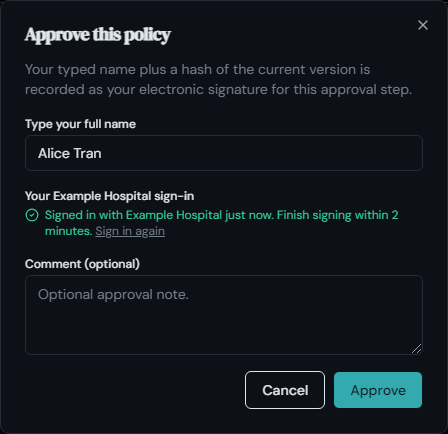 Approve this policy
Your typed name plus a hash of the current version is
recorded as your electronic signature for this approval step.
Type your full name
Alice Tran
Your Example Hospital sign-in
Signed in with Example Hospital just now. Finish signing within 2
minutes. Sign in again
Comment (optional)
Optional approval note.
Cancel
Approve